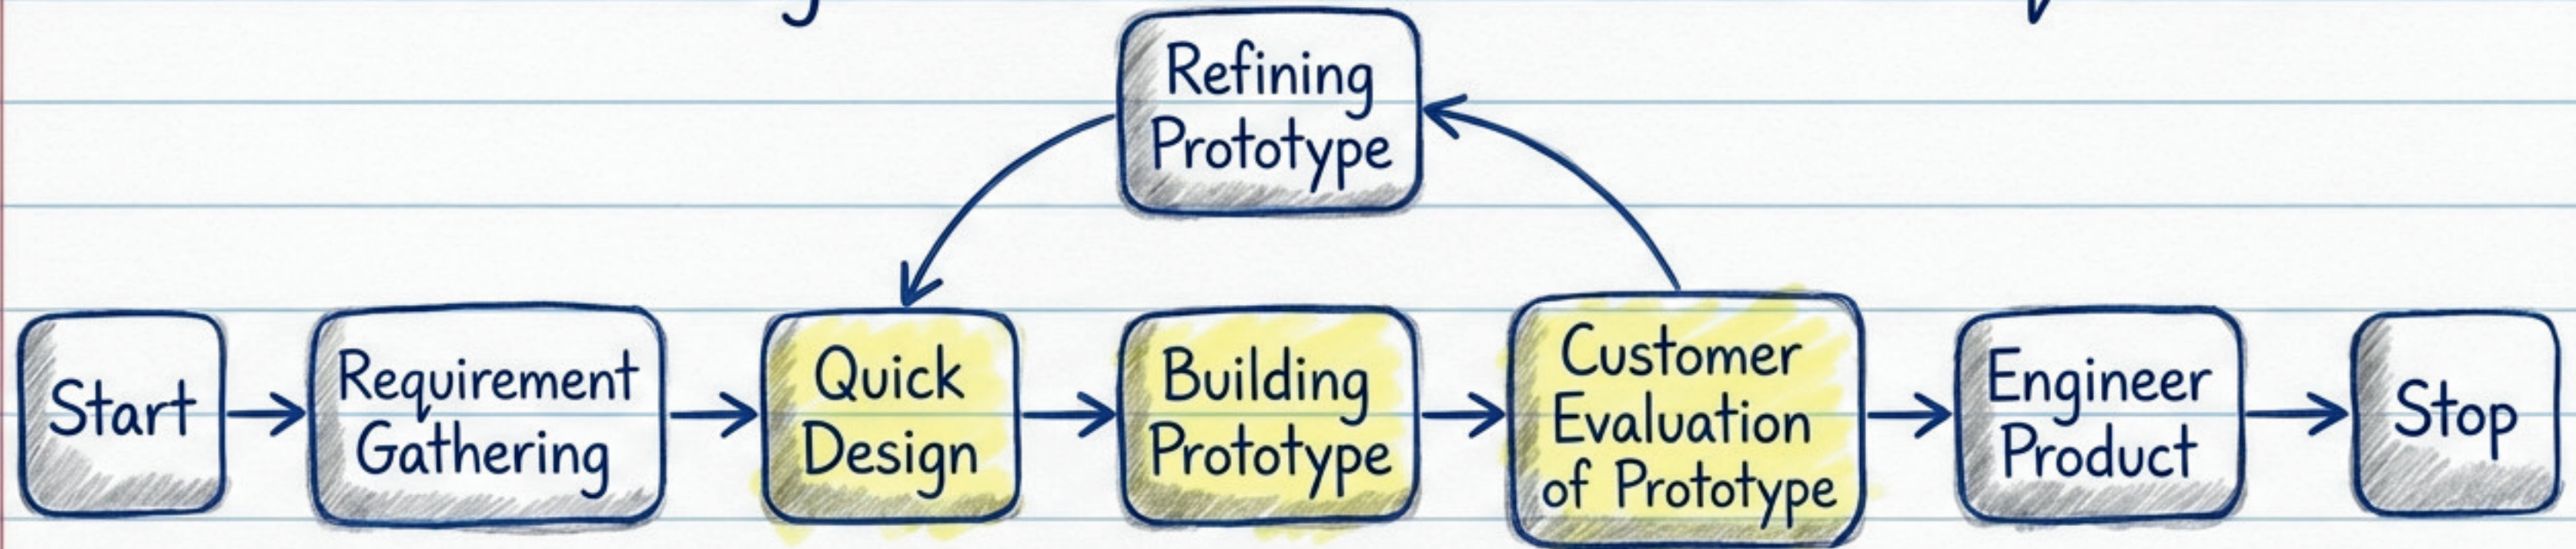 Refining
Prototype
Start
Requirement
Gathering
Quick
Design
Building
Prototype
Customer
Evaluation
of Prototype
Engineer
Product
Stop